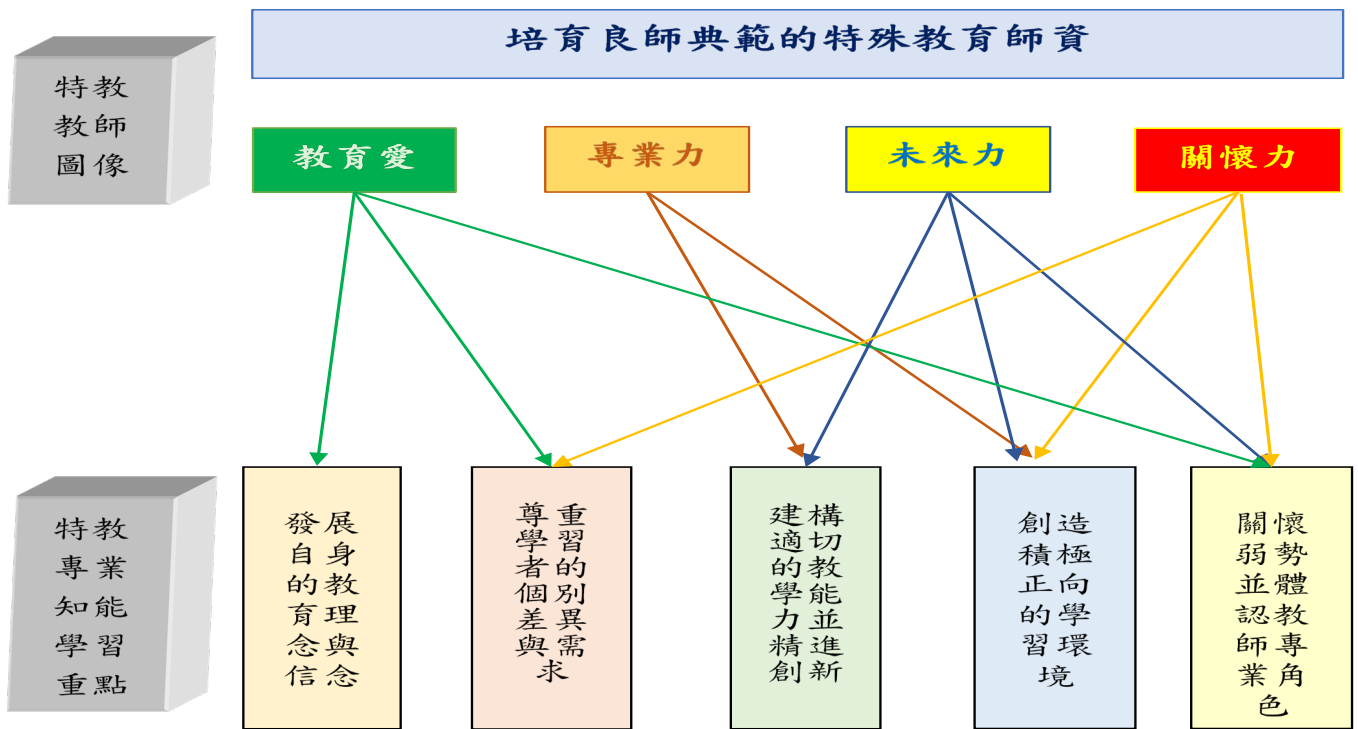 培育良師典範的特殊教育師資
特教
教師
圖像
教育愛
專業力
未來力
關懷力
特教
專業
知能
學習
重點
發展
自身
的教
育理
念與
信念
尊重
學習
者的
個別
差異
與需
求
建構
適切
的教
學能
力並
精進
創新
創造
積極
正向
的學
習環
境
關懷
弱勢
並體
認教
師專
業角
色